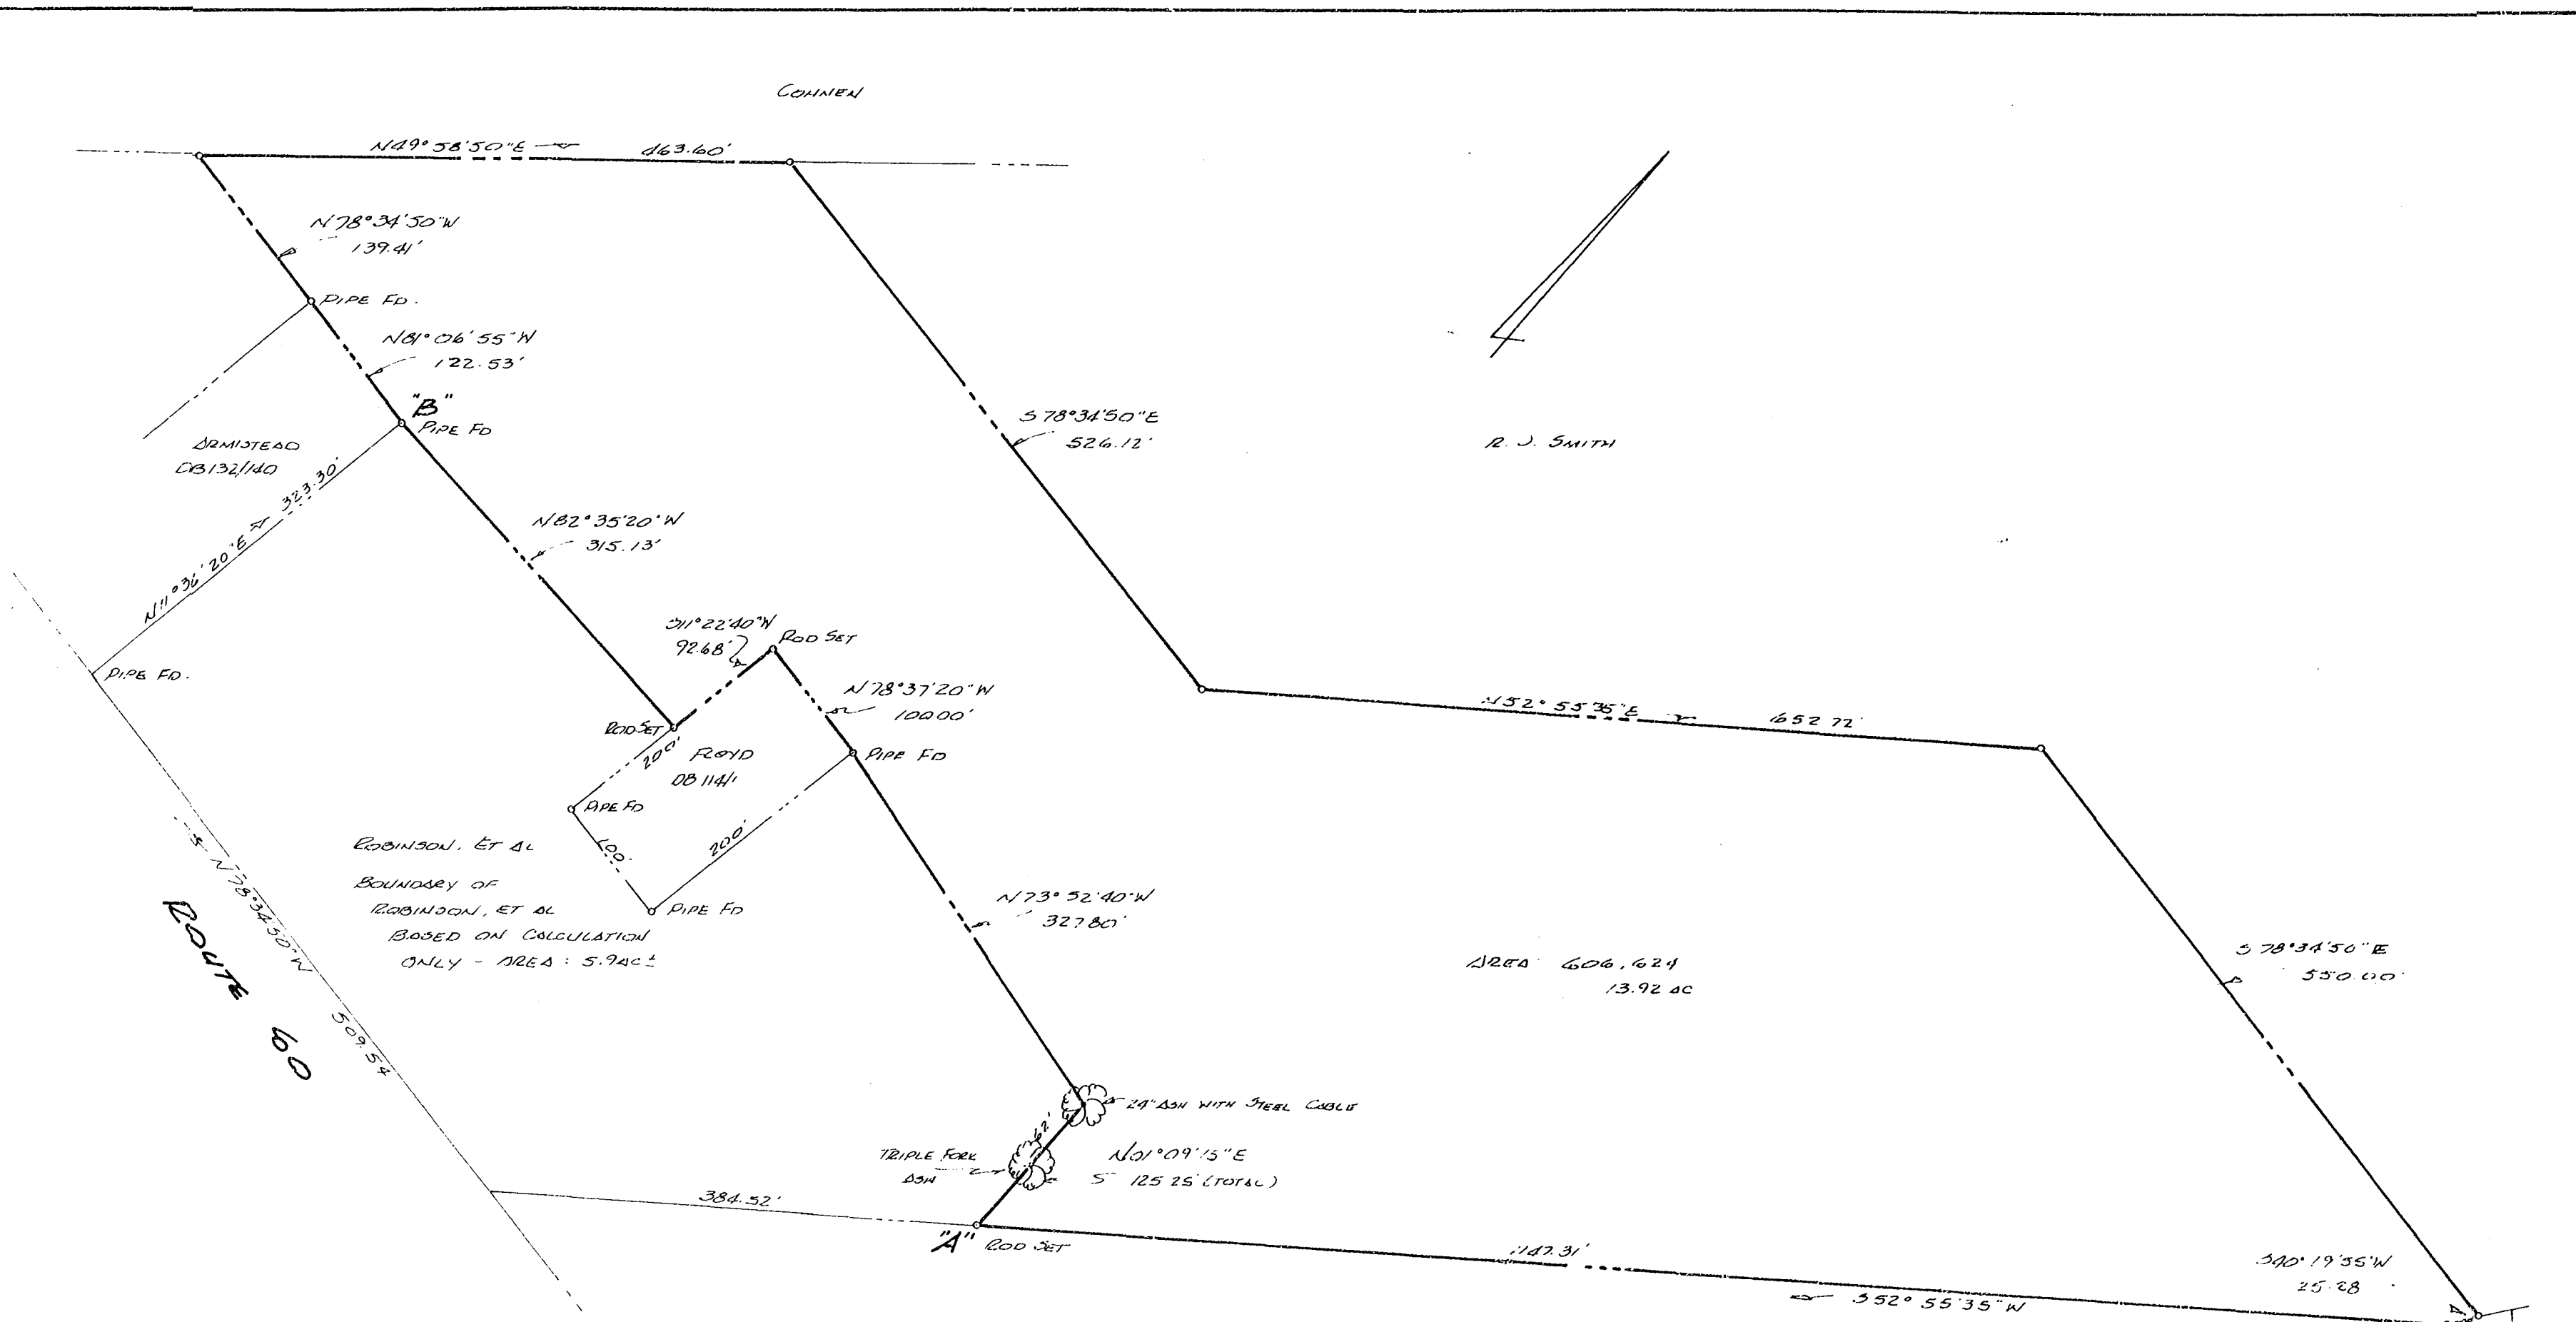 COHNEN
N49°58'50"E
463.60'
N78°34'50"W
139.41'
PIPE FD.
N81°06'55"W
122.53'
"B"
PIPE FD
ARMISTEAD
DB132/140
323.30'
N11°36'20"E
PIPE FD.
N82°35'20"W
315.13'
S11°22'40"W
92.68'
ROD SET
N78°37'20"W
100.00'
ROD SET
200'
FLOYD
DB 114/1
PIPE FD
PIPE FD
100'
200'
PIPE FD
ROBINSON, ET AL
BOUNDARY OF
ROBINSON, ET AL
BASED ON CALCULATION
ONLY - AREA: 5.9AC±
N78°34'50"W
509.54
ROUTE 60
S78°34'50"E
526.12'
R. J. SMITH
N52°55'35"E
652.72'
N73°52'40"W
327.80'
AREA 606,624
13.92 AC
S78°34'50"E
550.00'
24" ASH WITH STEEL CABLE
62'
TRIPLE FORK
ASH
N01°09'15"E
125.25' (TOTAL)
384.52'
"A" ROD SET
1147.31'
S52°55'35"W
S40°19'55"W
25.28